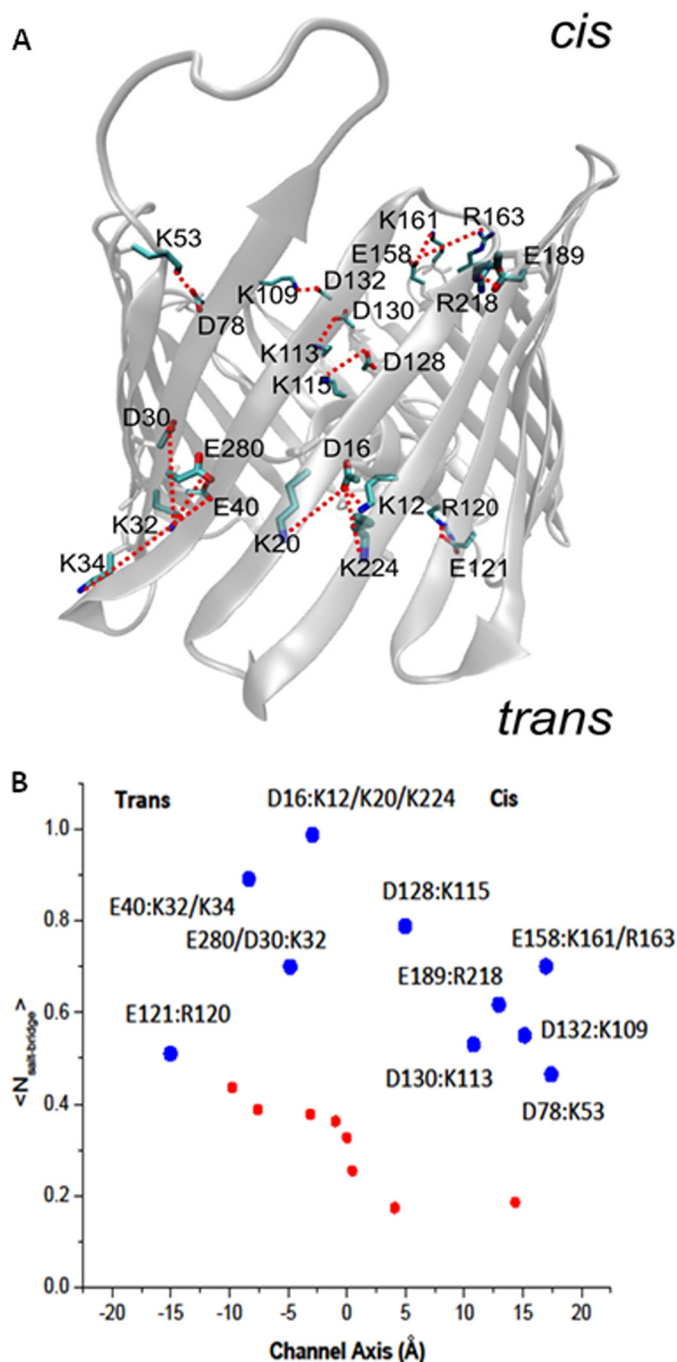 A
cis
K53
K161
R163
E158
E189
K109
D132
D78
D130
R218
K113
D128
K115
D30
E280
D16
E40
K12
R120
K32
K20
K34
K224
E121
trans
B
Trans
D16:K12/K20/K224
Cis
1.0
E40:K32/K34
D128:K115
0.8
E280/D30:K32
E158:K161/R163
E189:R218
E121:R120
0.6
D132:K109
D130:K113
D78:K53
0.4
0.2
0.0
<N salt-bridge >
-20 -15 -10 -5 0 5 10 15 20
Channel Axis (Å)